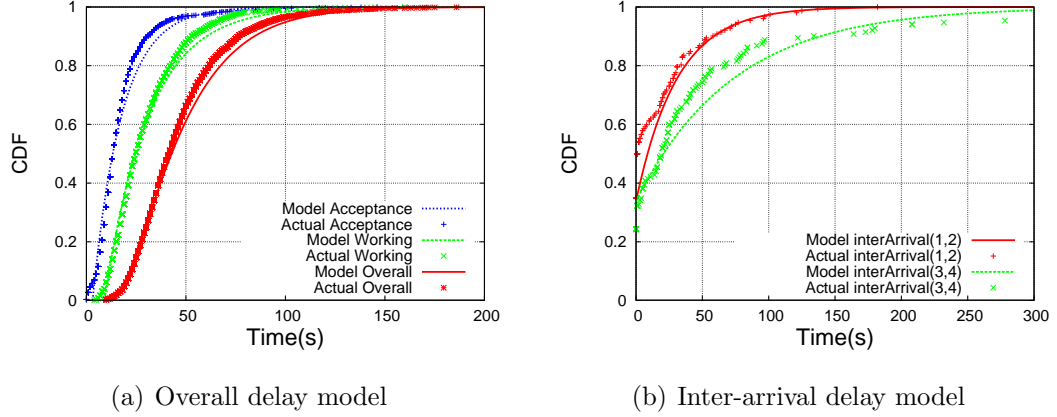 1
0.8
0.6
0.4
0.2
0
CDF
0 50 100 150 200
Time(s)
Model Acceptance
Actual Acceptance
Model Working
Actual Working
Model Overall
Actual Overall
(a) Overall delay model
1
0.8
0.6
0.4
0.2
0
CDF
0 50 100 150 200 250 300
Time(s)
Model interArrival(1,2)
Actual interArrival(1,2)
Model interArrival(3,4)
Actual interArrival(3,4)
(b) Inter-arrival delay model